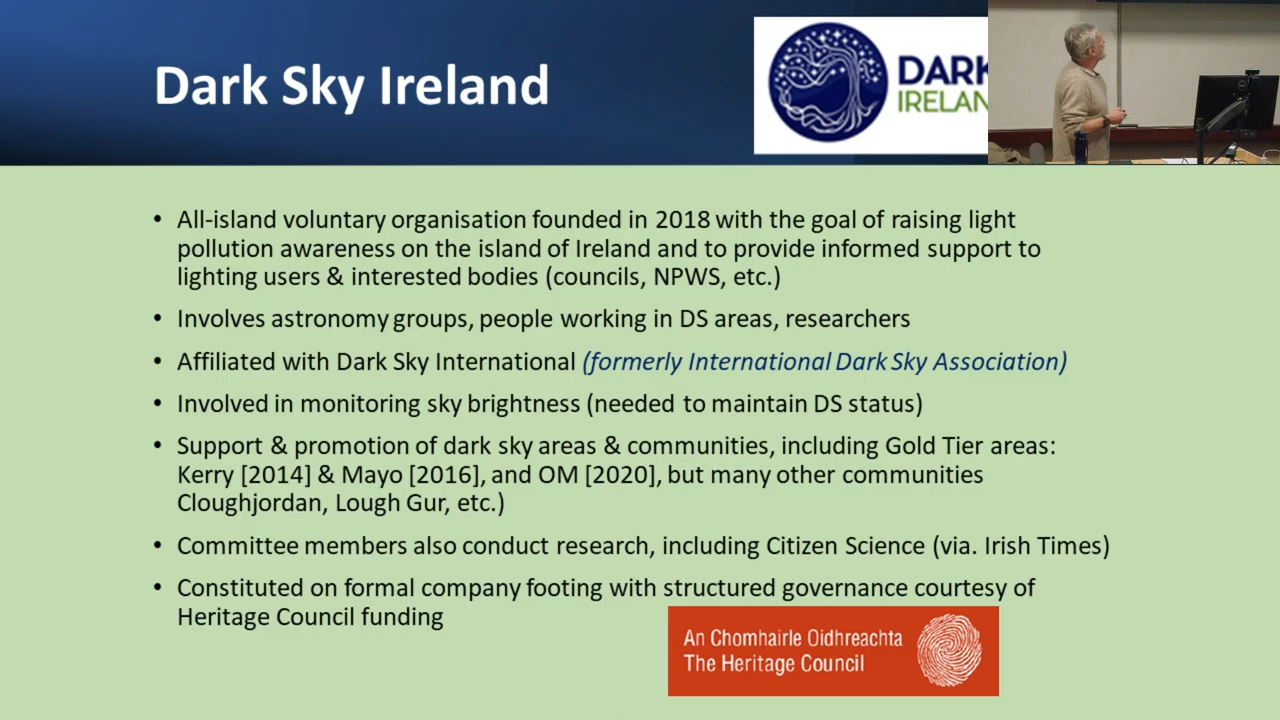 Dark Sky Ireland
DARK
IRELAN
• All-island voluntary organisation founded in 2018 with the goal of raising light
pollution awareness on the island of Ireland and to provide informed support to
lighting users & interested bodies (councils, NPWS, etc.)
• Involves astronomy groups, people working in DS areas, researchers
• Affiliated with Dark Sky International (formerly International Dark Sky Association)
• Involved in monitoring sky brightness (needed to maintain DS status)
• Support & promotion of dark sky areas & communities, including Gold Tier areas:
Kerry [2014] & Mayo [2016], and OM [2020], but many other communities
Cloughjordan, Lough Gur, etc.)
• Committee members also conduct research, including Citizen Science (via. Irish Times)
• Constituted on formal company footing with structured governance courtesy of
Heritage Council funding
An Chomhairle Oidhreachta
The Heritage Council